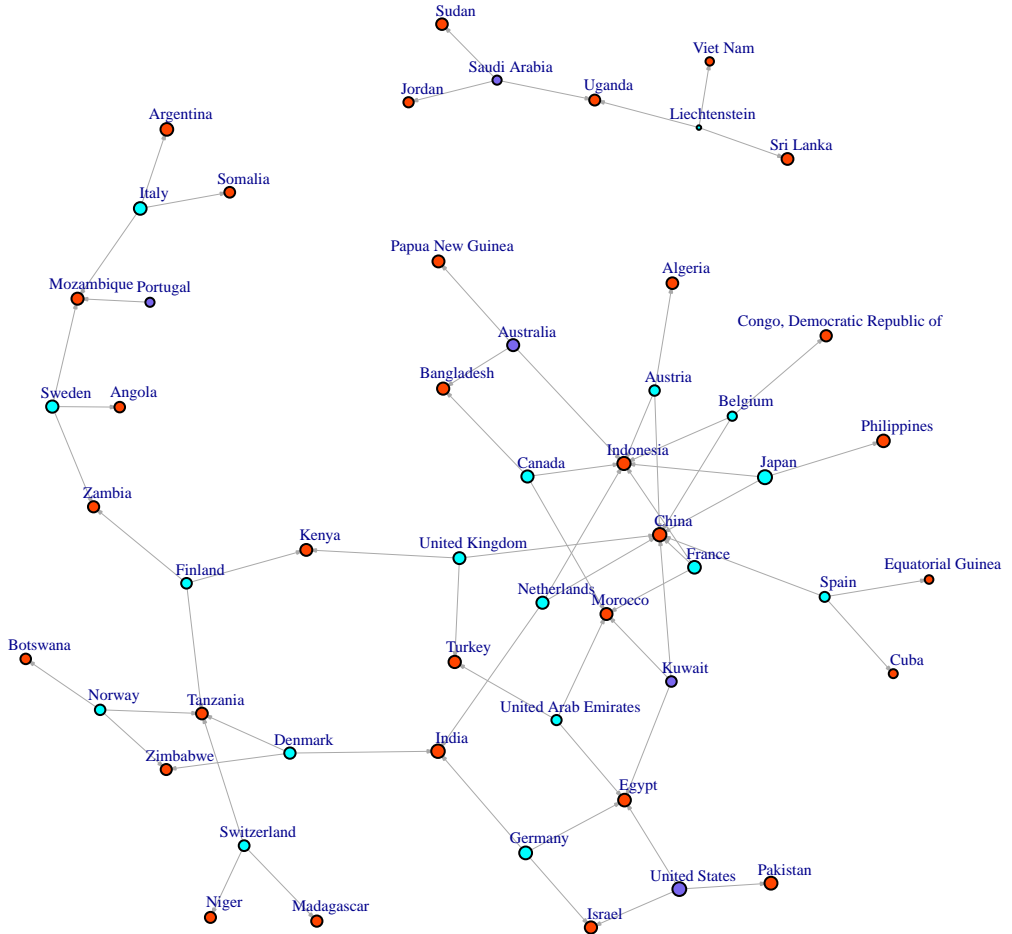 Sudan
Viet Nam
Saudi Arabia
Uganda
Jordan
Liechtenstein
Argentina
Sri Lanka
Somalia
Italy
Papua New Guinea
Algeria
Mozambique
Portugal
Congo, Democratic Republic of
Australia
Bangladesh
Austria
Sweden
Angola
Belgium
Philippines
Indonesia
Canada
Japan
Zambia
China
Kenya
United Kingdom
France
Equatorial Guinea
Finland
Netherlands
Spain
Morocco
Botswana
Turkey
Kuwait
Cuba
Norway
Tanzania
United Arab Emirates
Denmark
India
Zimbabwe
Egypt
Switzerland
Germany
United States
Pakistan
Niger
Madagascar
Israel